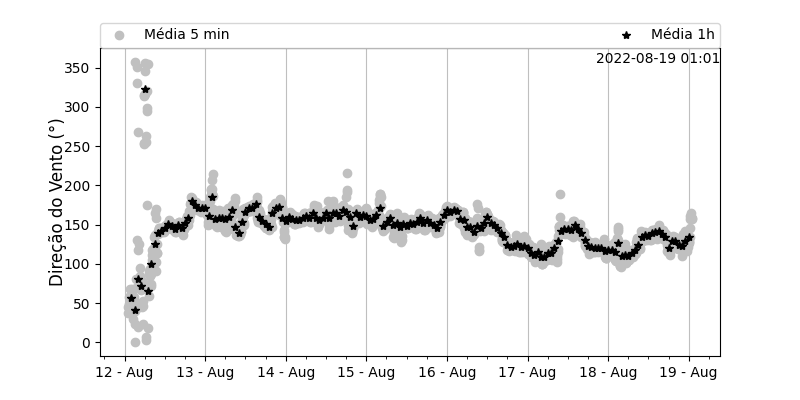 Média 5 min
Média 1h
2022-08-19 01:01
Direção do Vento (°)
350
300
250
200
150
100
50
0
12 - Aug
13 - Aug
14 - Aug
15 - Aug
16 - Aug
17 - Aug
18 - Aug
19 - Aug